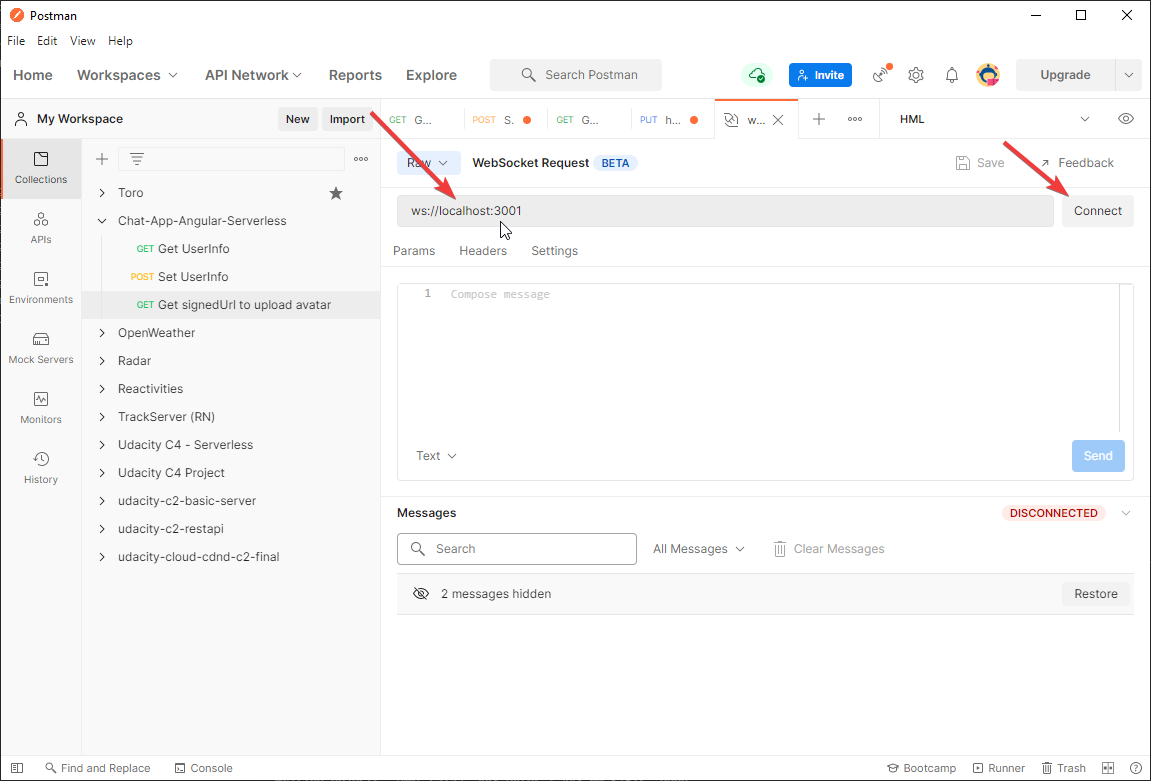 Postman
File Edit View Help
Home Workspaces API Network Reports Explore Search Postman Invite Upgrade
My Workspace New Import GET G... POST S. GET G... PUT h... w... HML
Collections
APIs
Environments
Mock Servers
Monitors
History
Toro
Chat-App-Angular-Serverless
GET Get UserInfo
POST Set UserInfo
GET Get signedUrl to upload avatar
OpenWeather
Radar
Reactivities
TrackServer (RN)
Udacity C4 - Serverless
Udacity C4 Project
udacity-c2-basic-server
udacity-c2-restapi
udacity-cloud-cdnd-c2-final
Raw WebSocket Request BETA Save Feedback
ws://localhost:3001 Connect
Params Headers Settings
1 Compose message
Text Send
Messages DISCONNECTED
Search All Messages Clear Messages
2 messages hidden Restore
Find and Replace Console Bootcamp Runner Trash